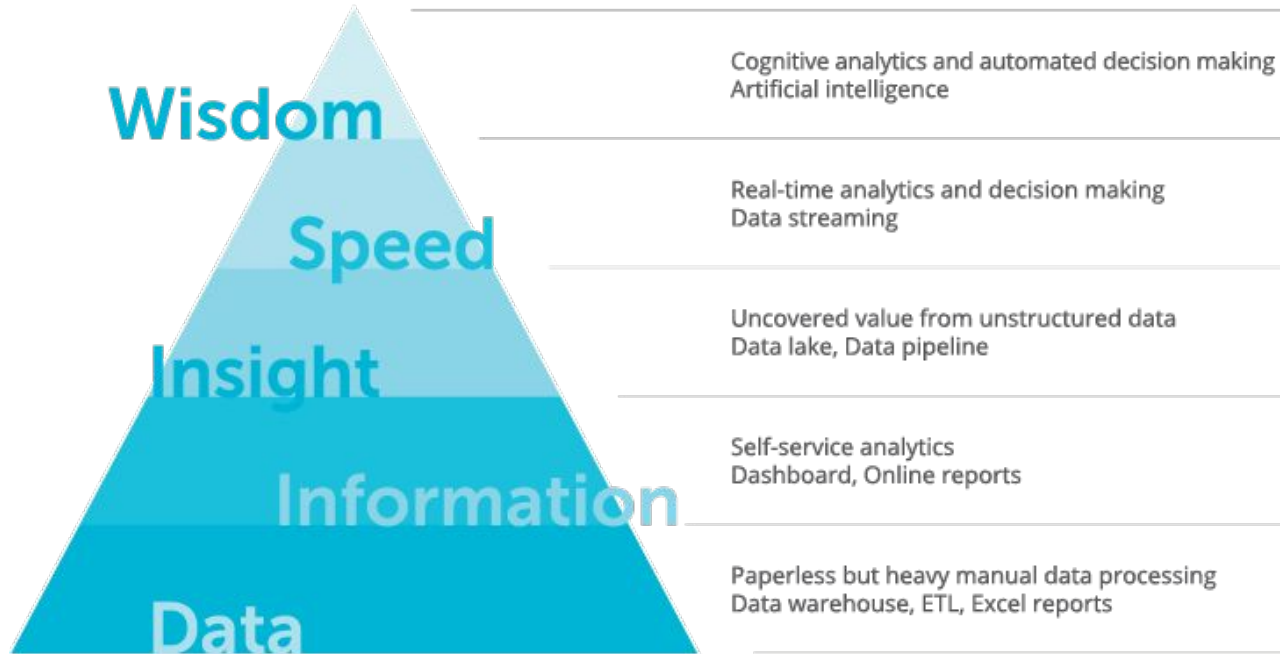 Wisdom
Cognitive analytics and automated decision making
Artificial intelligence
Speed
Real-time analytics and decision making
Data streaming
Insight
Uncovered value from unstructured data
Data lake, Data pipeline
Information
Self-service analytics
Dashboard, Online reports
Data
Paperless but heavy manual data processing
Data warehouse, ETL, Excel reports